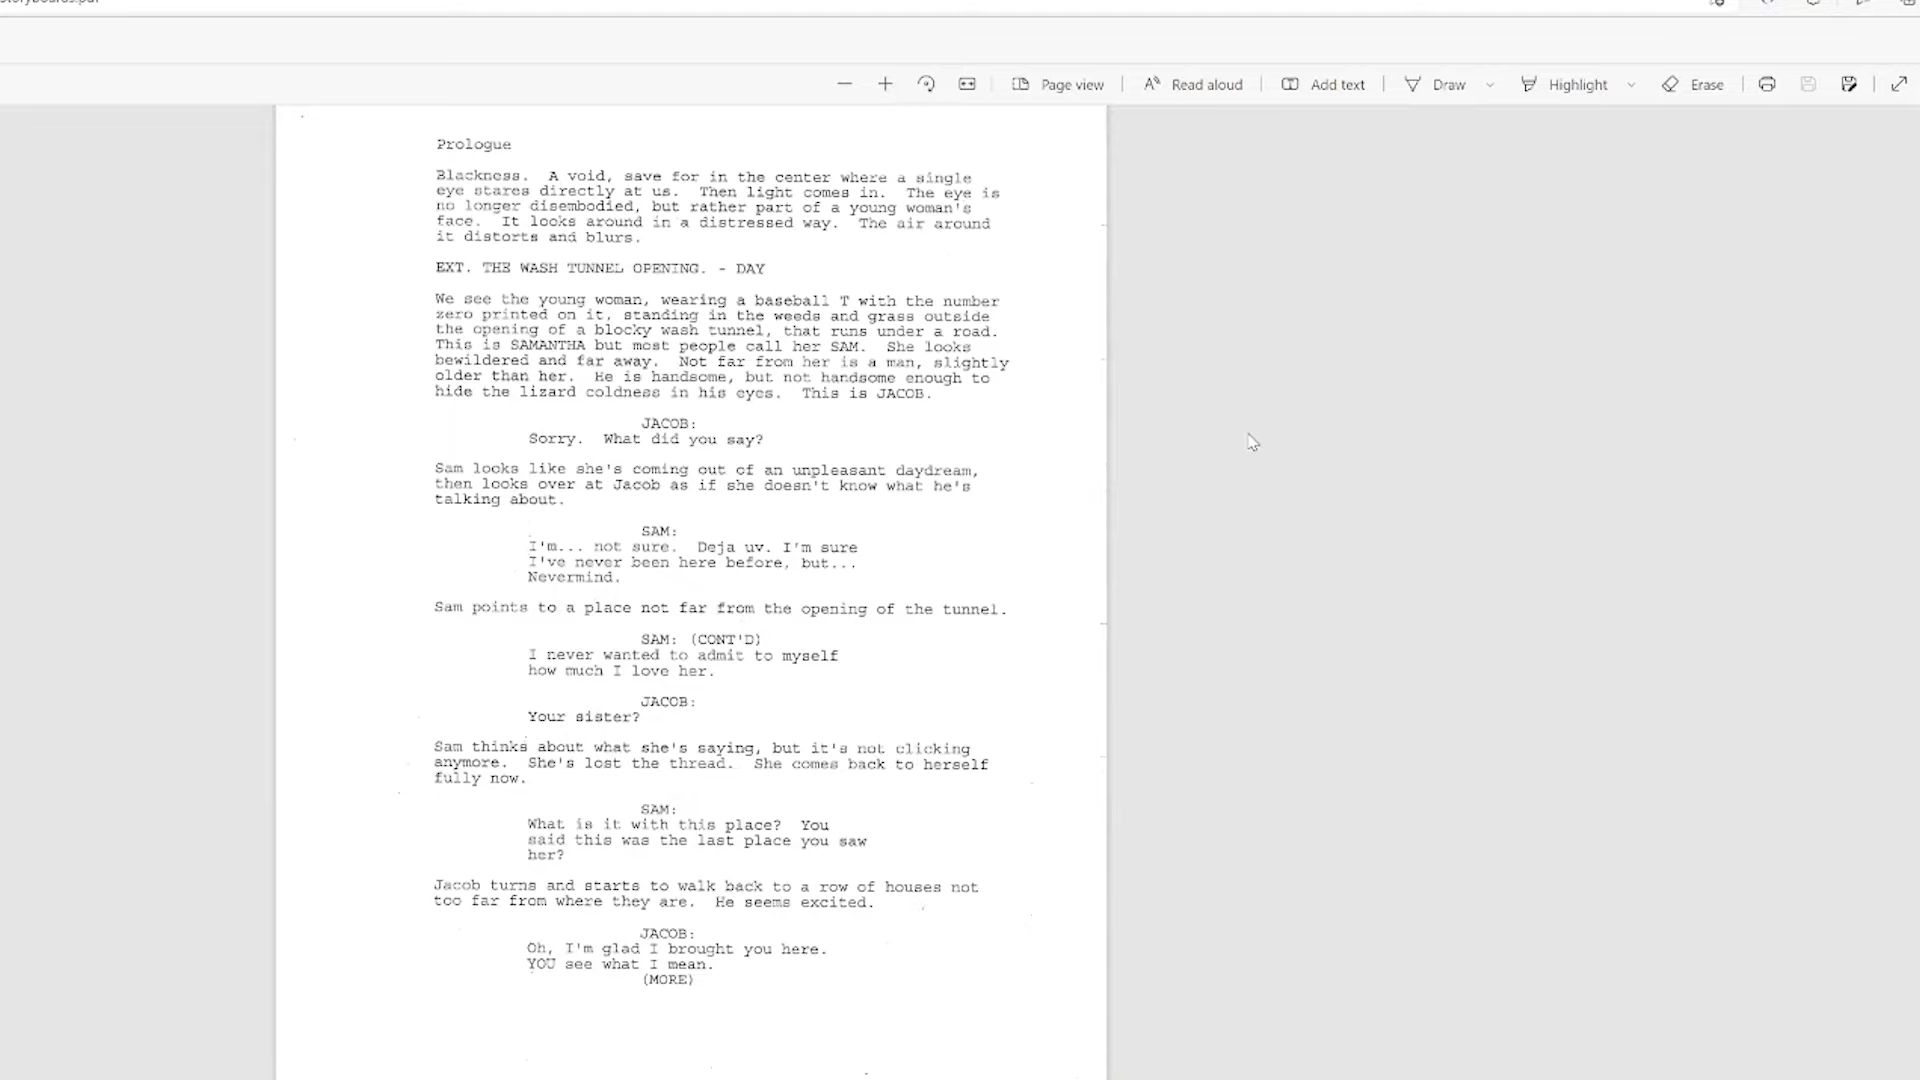 Page view
Read aloud
Add text
Draw
Highlight
Erase
Prologue
Blackness. A void, save for in the center where a single
eye stares directly at us. Then light comes in. The eye is
no longer disembodied, but rather part of a young woman's
face. It looks around in a distressed way. The air around
it distorts and blurs.
EXT. THE WASH TUNNEL OPENING. - DAY
We see the young woman, wearing a baseball T with the number
zero printed on it, standing in the weeds and grass outside
the opening of a blocky wash tunnel, that runs under a road.
This is SAMANTHA but most people call her SAM. She looks
bewildered and far away. Not far from her is a man, slightly
older than her. He is handsome, but not handsome enough to
hide the lizard coldness in his eyes. This is JACOB.
JACOB:
Sorry. What did you say?
Sam looks like she's coming out of an unpleasant daydream,
then looks over at Jacob as if she doesn't know what he's
talking about.
SAM:
I'm... not sure. Deja uv. I'm sure
I've never been here before, but...
Nevermind.
Sam points to a place not far from the opening of the tunnel.
SAM: (CONT'D)
I never wanted to admit to myself
how much I love her.
JACOB:
Your sister?
Sam thinks about what she's saying, but it's not clicking
anymore. She's lost the thread. She comes back to herself
fully now.
SAM:
What is it with this place? You
said this was the last place you saw
her?
Jacob turns and starts to walk back to a row of houses not
too far from where they are. He seems excited.
JACOB:
Oh, I'm glad I brought you here.
YOU see what I mean.
(MORE)